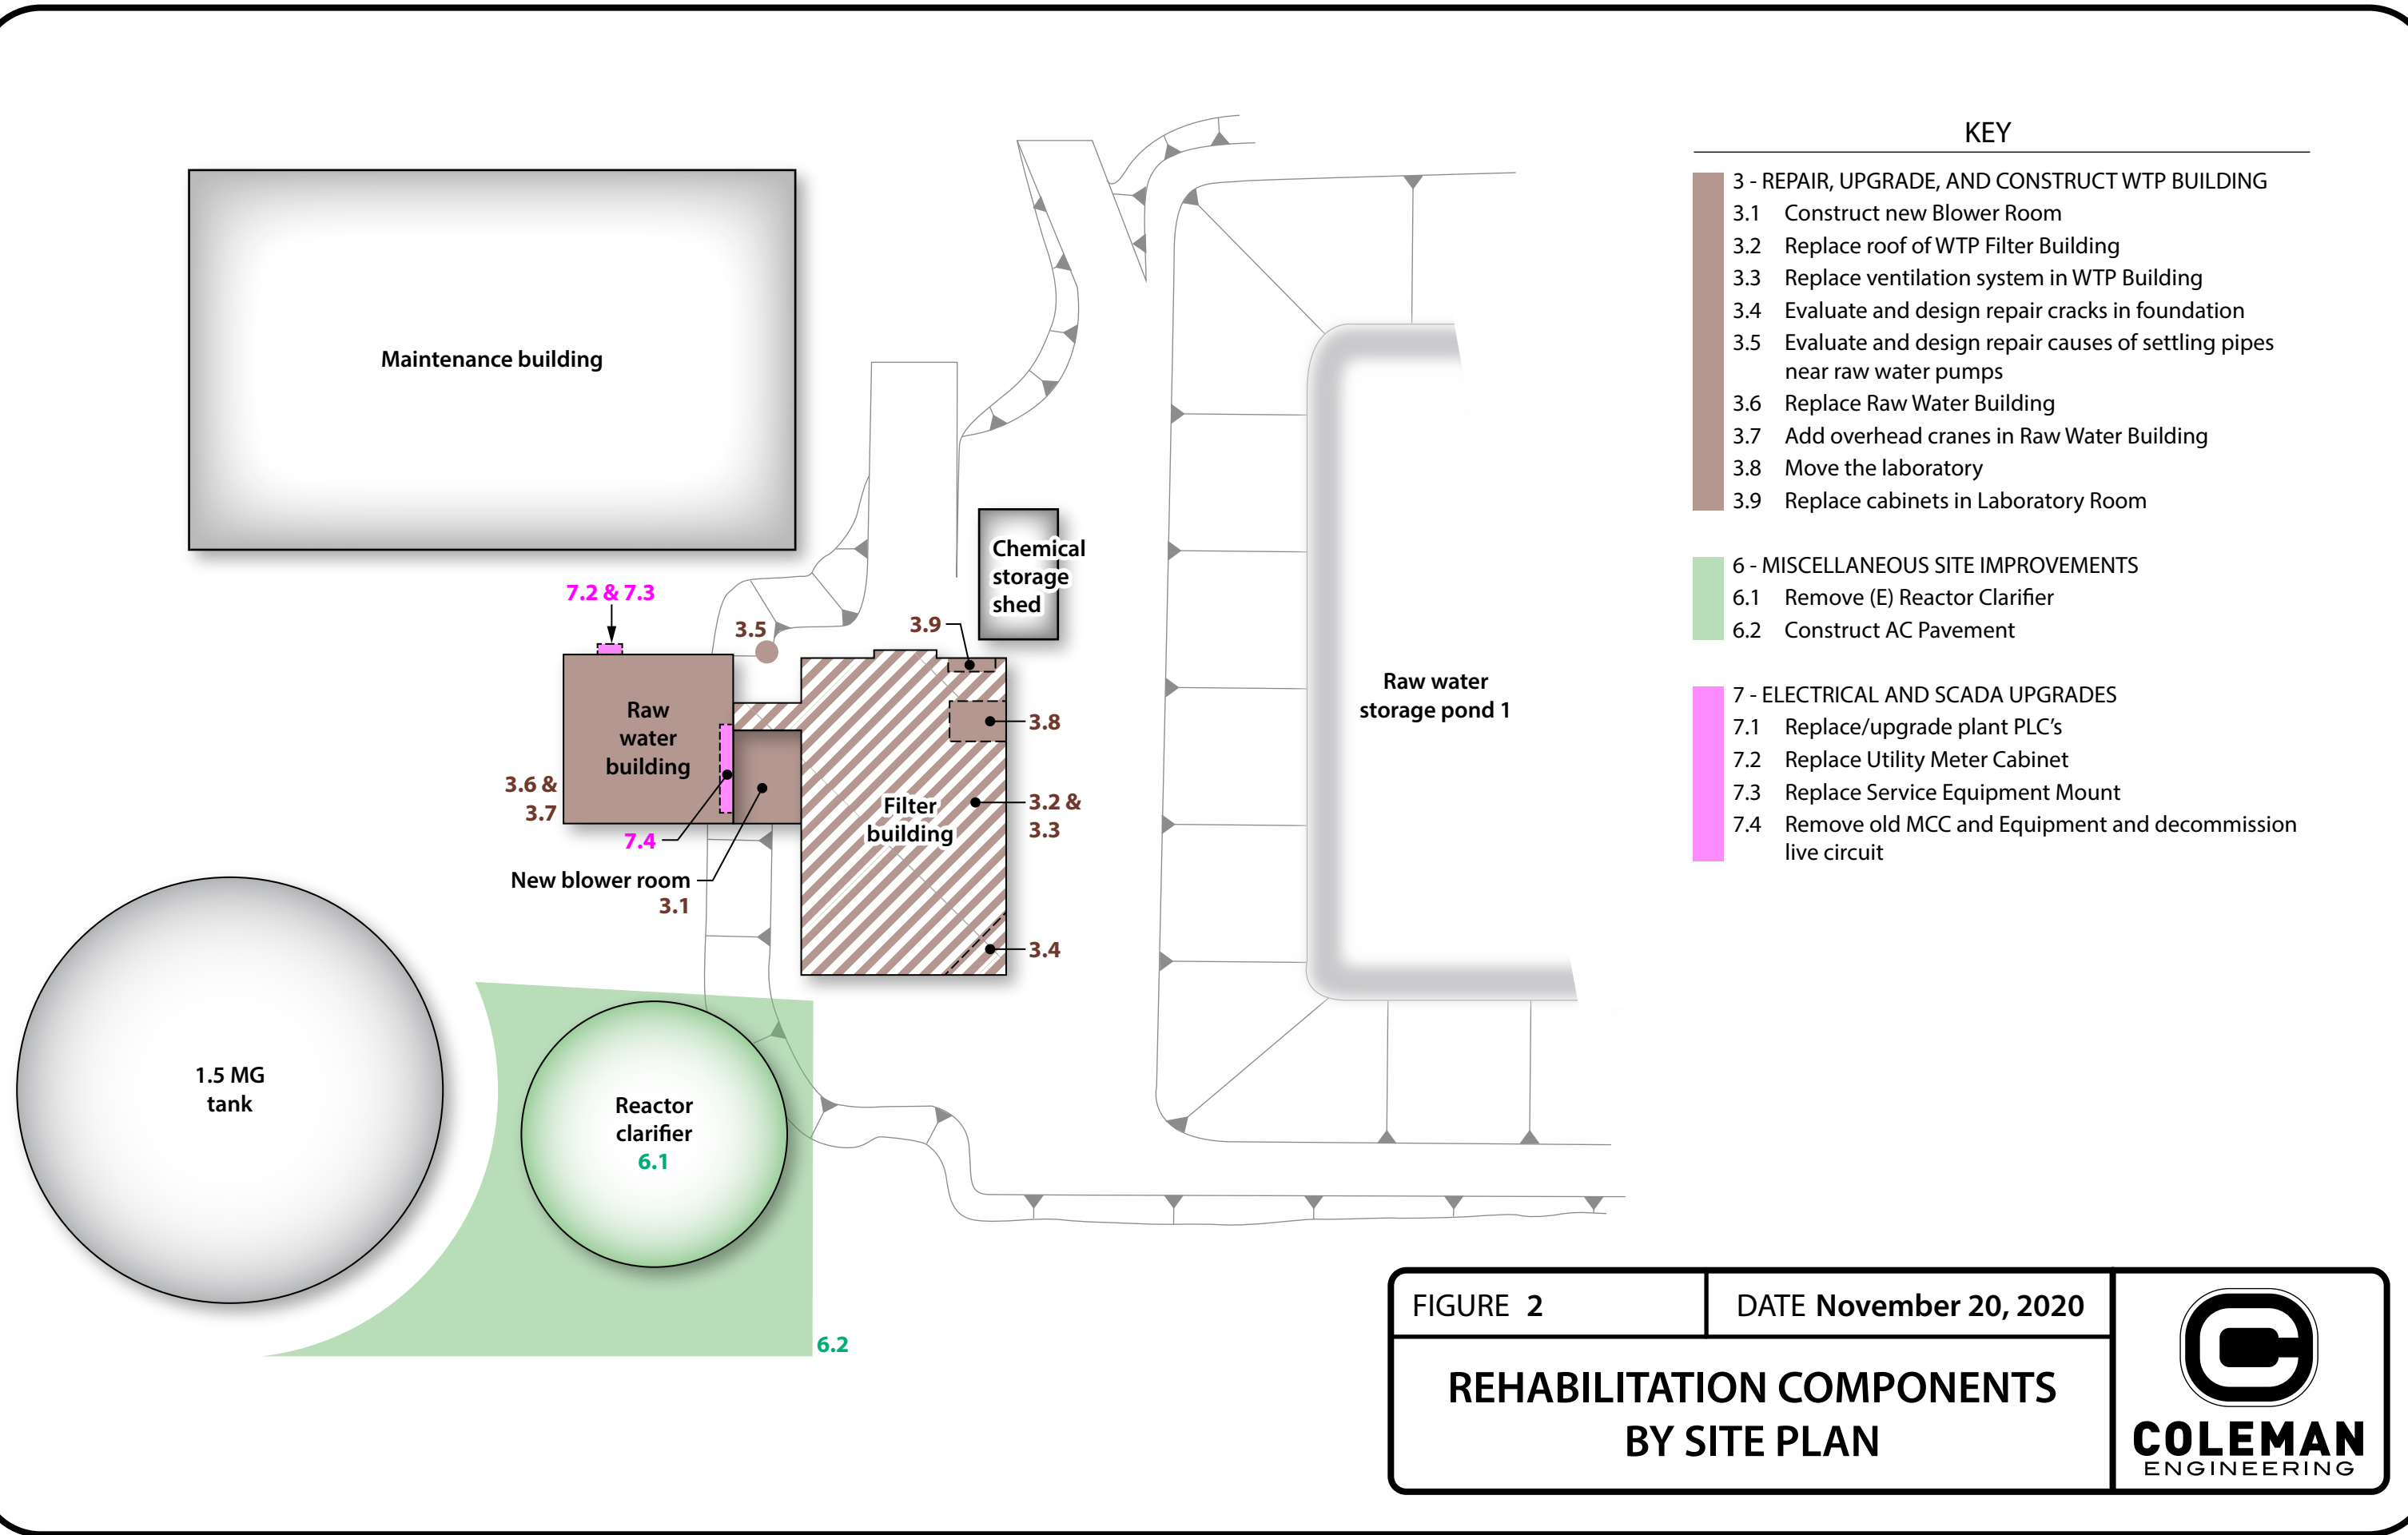 KEY
3 - REPAIR, UPGRADE, AND CONSTRUCT WTP BUILDING
3.1 Construct new Blower Room
3.2 Replace roof of WTP Filter Building
3.3 Replace ventilation system in WTP Building
3.4 Evaluate and design repair cracks in foundation
3.5 Evaluate and design repair causes of settling pipes
near raw water pumps
3.6 Replace Raw Water Building
3.7 Add overhead cranes in Raw Water Building
3.8 Move the laboratory
3.9 Replace cabinets in Laboratory Room
6 - MISCELLANEOUS SITE IMPROVEMENTS
6.1 Remove (E) Reactor Clarifier
6.2 Construct AC Pavement
7 - ELECTRICAL AND SCADA UPGRADES
7.1 Replace/upgrade plant PLC's
7.2 Replace Utility Meter Cabinet
7.3 Replace Service Equipment Mount
7.4 Remove old MCC and Equipment and decommission
live circuit
Maintenance building
Chemical
storage
shed
7.2 & 7.3
3.5
3.9
Raw
water
building
3.8
Raw water
storage pond 1
3.6 &
3.7
Filter
building
3.2 &
3.3
7.4
New blower room
3.1
3.4
1.5 MG
tank
Reactor
clarifier
6.1
6.2
FIGURE 2
DATE November 20, 2020
REHABILITATION COMPONENTS
BY SITE PLAN
COLEMAN
ENGINEERING